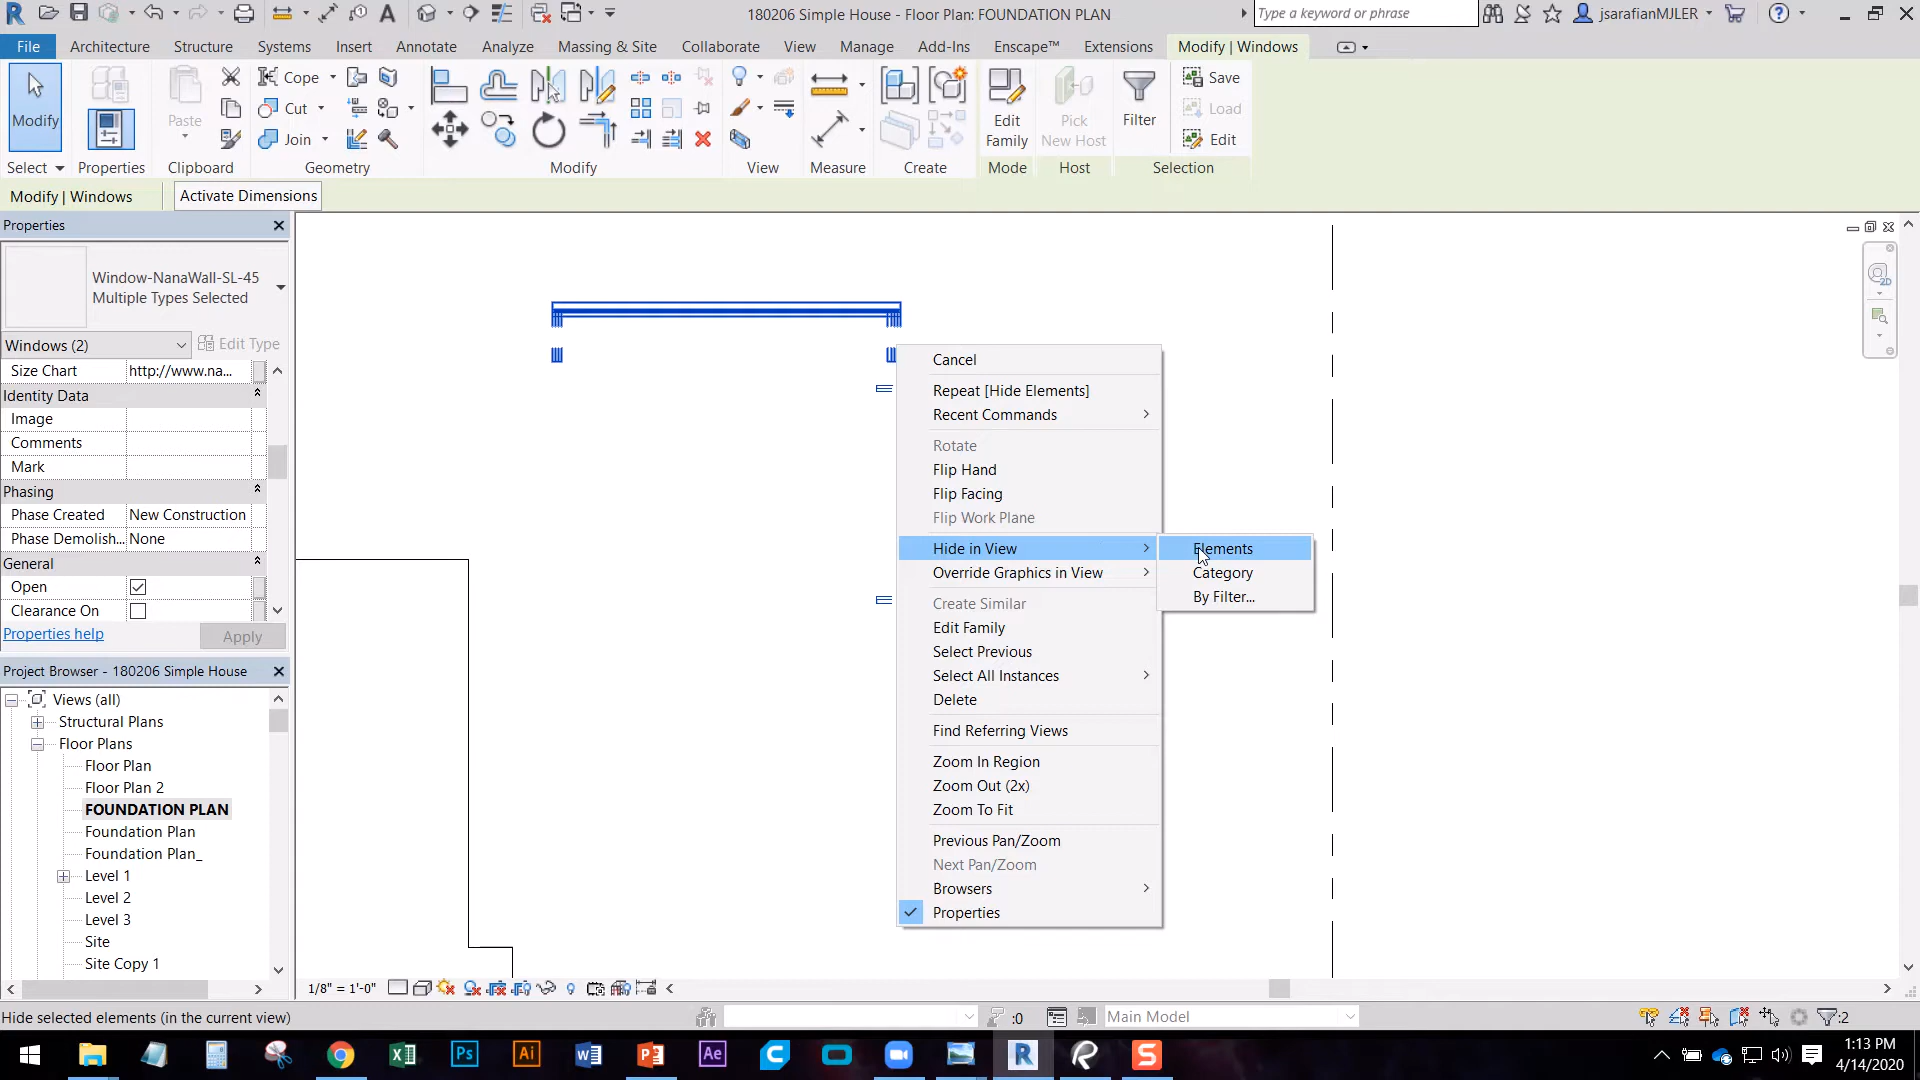 180206 Simple House - Floor Plan: FOUNDATION PLAN
Type a keyword or phrase
jsarafianMJLER
File Architecture Structure Systems Insert Annotate Analyze Massing & Site Collaborate View Manage Add-Ins Enscape™ Extensions Modify | Windows
Modify
Paste
Cope
Cut
Join
Edit Family
Pick New Host
Filter
Save
Load
Edit
Select Properties Clipboard Geometry Modify View Measure Create Mode Host Selection
Modify | Windows Activate Dimensions
Properties
Window-NanaWall-SL-45
Multiple Types Selected
Windows (2) Edit Type
Size Chart http://www.na...
Identity Data
Image
Comments
Mark
Phasing
Phase Created New Construction
Phase Demolish... None
General
Open
Clearance On
Properties help Apply
Project Browser - 180206 Simple House
Views (all)
Structural Plans
Floor Plans
Floor Plan
Floor Plan 2
FOUNDATION PLAN
Foundation Plan
Foundation Plan_
Level 1
Level 2
Level 3
Site
Site Copy 1
Cancel
Repeat [Hide Elements]
Recent Commands
Rotate
Flip Hand
Flip Facing
Flip Work Plane
Hide in View
Override Graphics in View
Create Similar
Edit Family
Select Previous
Select All Instances
Delete
Find Referring Views
Zoom In Region
Zoom Out (2x)
Zoom To Fit
Previous Pan/Zoom
Next Pan/Zoom
Browsers
Properties
Elements
Category
By Filter...
2D
1/8" = 1'-0"
Hide selected elements (in the current view)
:0
Main Model
:2
1:13 PM
4/14/2020